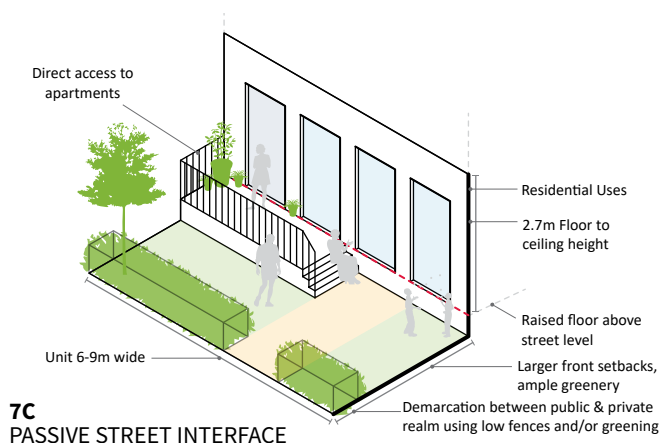 Direct access to
apartments
Residential Uses
2.7m Floor to
ceiling height
Raised floor above
street level
Unit 6-9m wide
Larger front setbacks,
ample greenery
Demarcation between public & private
realm using low fences and/or greening
7C
PASSIVE STREET INTERFACE